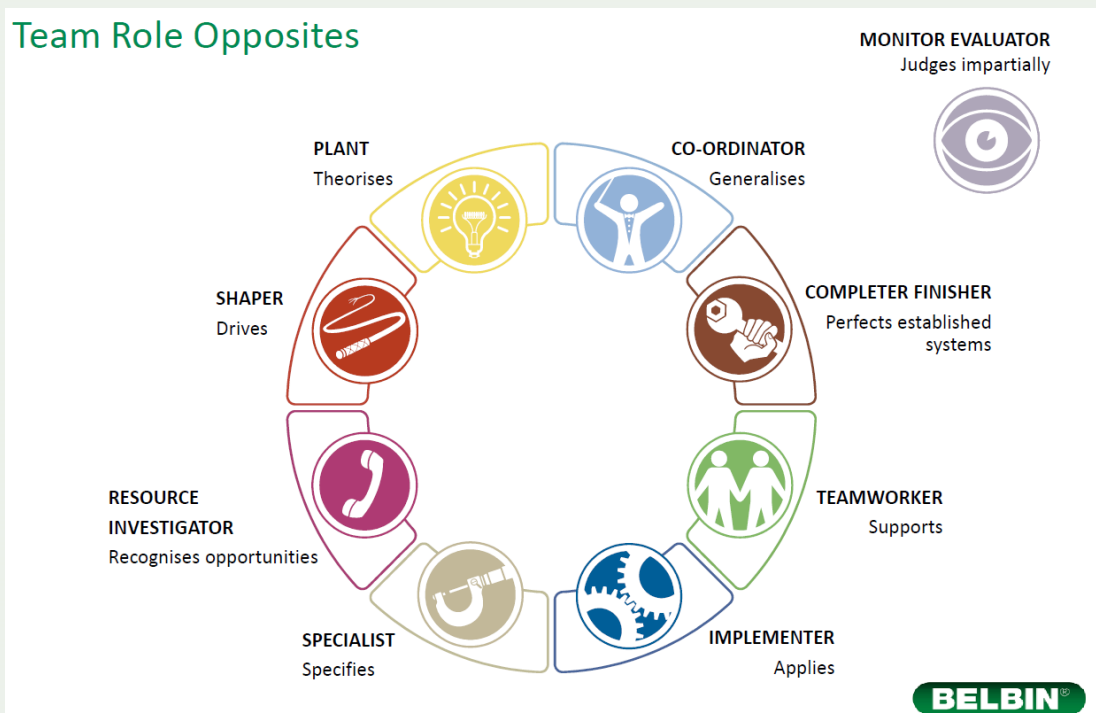 Team Role Opposites
MONITOR EVALUATOR
Judges impartially
PLANT
Theorises
CO-ORDINATOR
Generalises
SHAPER
Drives
COMPLETER FINISHER
Perfects established
systems
RESOURCE
INVESTIGATOR
Recognises opportunities
TEAMWORKER
Supports
SPECIALIST
Specifies
IMPLEMENTER
Applies
BELBIN®